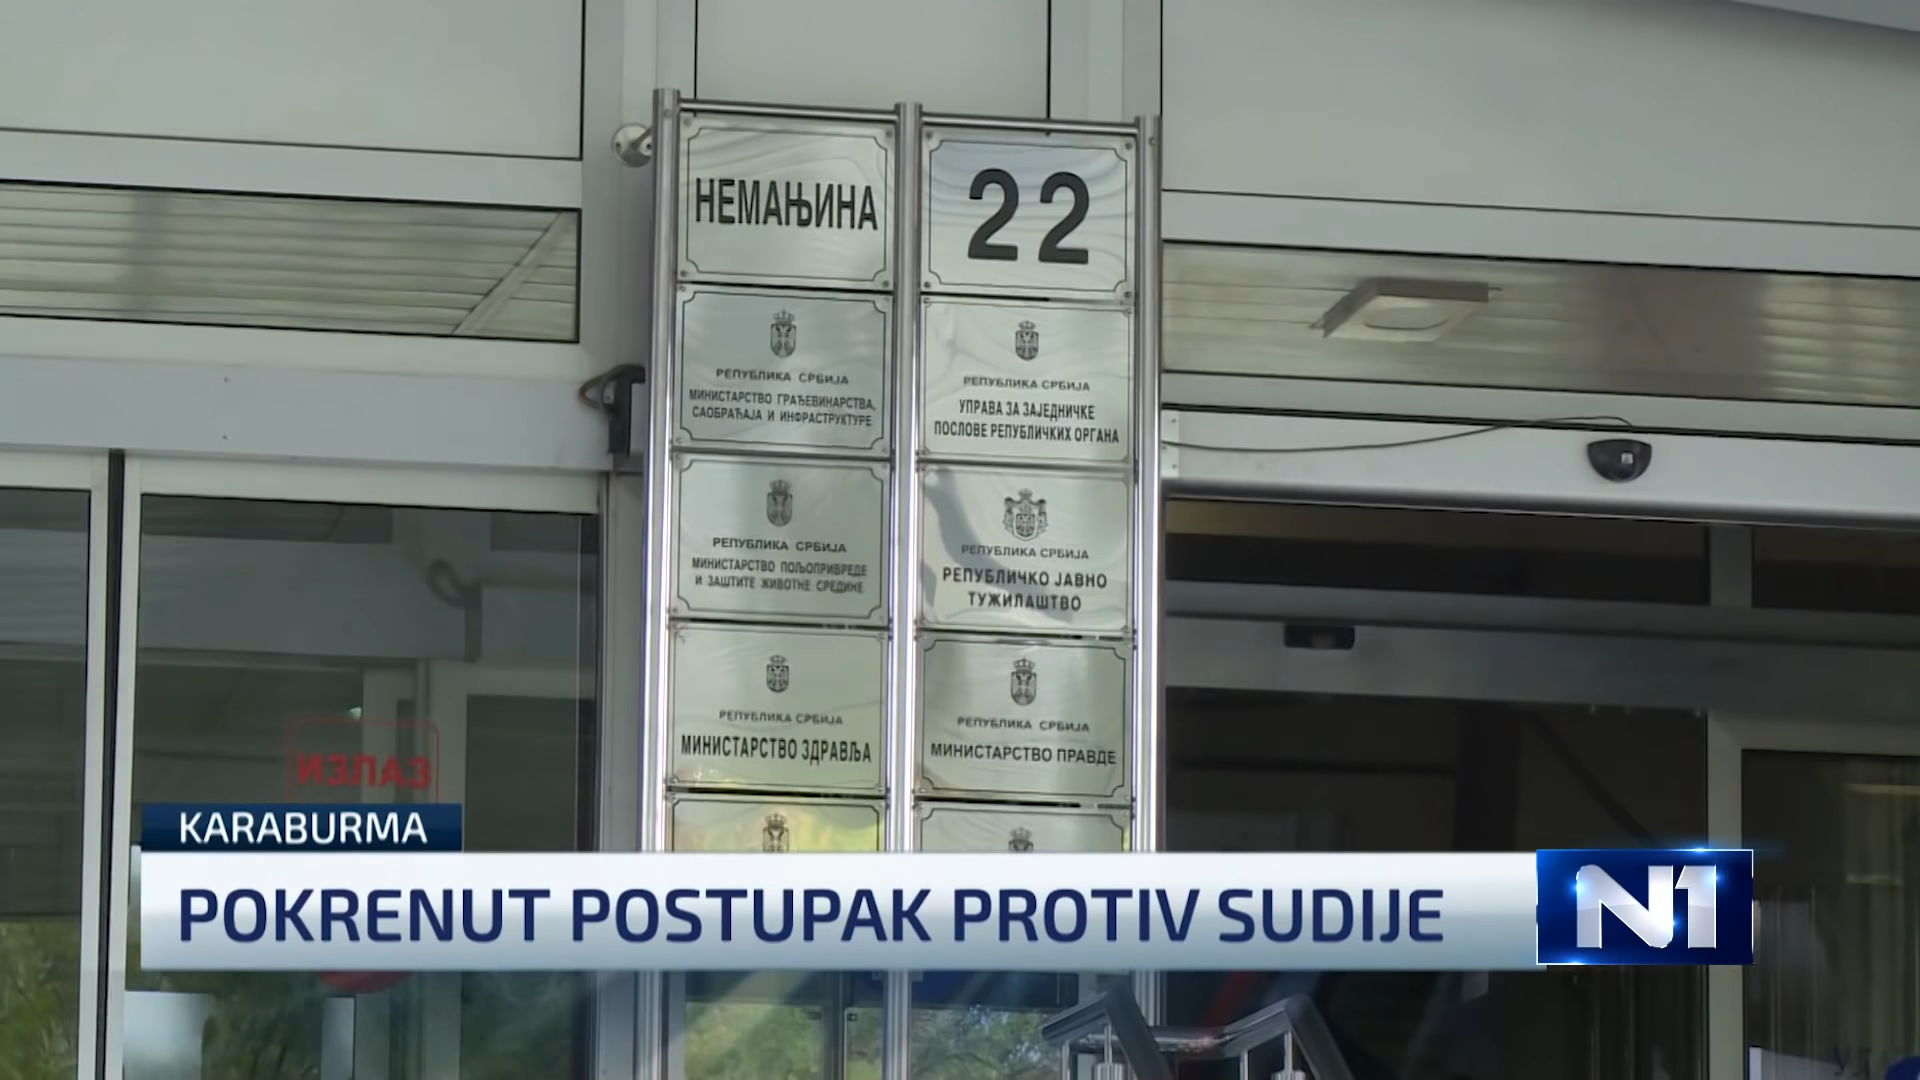 НЕМАЊИНА
22
РЕПУБЛИКА СРБИЈА
МИНИСТАРСТВО ГРАЂЕВИНАРСТВА,
САОБРАЋАЈА И ИНФРАСТРУКТУРЕ
РЕПУБЛИКА СРБИЈА
УПРАВА ЗА ЗАЈЕДНИЧКЕ
ПОСЛОВЕ РЕПУБЛИЧКИХ ОРГАНА
РЕПУБЛИКА СРБИЈА
МИНИСТАРСТВО ПОЉОПРИВРЕДЕ
И ЗАШТИТЕ ЖИВОТНЕ СРЕДИНЕ
РЕПУБЛИКА СРБИЈА
РЕПУБЛИЧКО ЈАВНО
ТУЖИЛАШТВО
РЕПУБЛИКА СРБИЈА
МИНИСТАРСТВО ЗДРАВЉА
РЕПУБЛИКА СРБИЈА
МИНИСТАРСТВО ПРАВДЕ
ИЗЛАЗ
KARABURMA
POKRENUT POSTUPAK PROTIV SUDIJE
N1